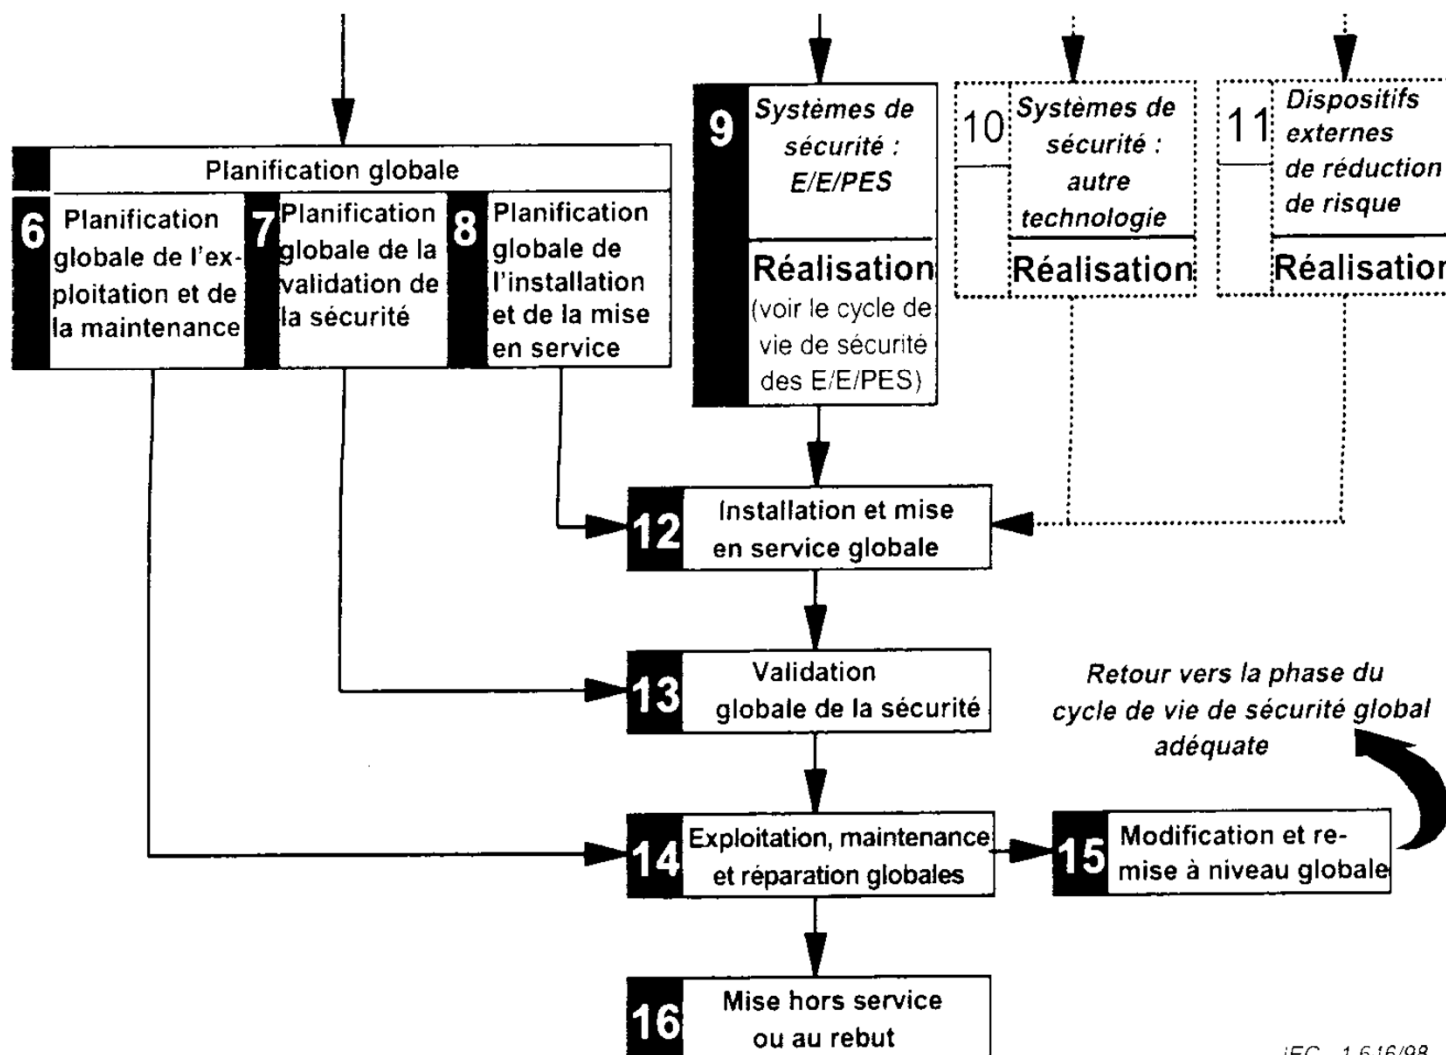 Planification globale
6
Planification
globale de l'ex-
ploitation et de
la maintenance
7
Planification
globale de la
validation de
la sécurité
8
Planification
globale de
l'installation
et de la mise
en service
9
Systèmes de
sécurité :
E/E/PES
Réalisation
(voir le cycle de
vie de sécurité
des E/E/PES)
10
Systèmes de
sécurité :
autre
technologie
Réalisation
11
Dispositifs
externes
de réduction
de risque
Réalisation
12
Installation et mise
en service globale
13
Validation
globale de la sécurité
Retour vers la phase du
cycle de vie de sécurité global
adéquate
14
Exploitation, maintenance
et réparation globales
15
Modification et re-
mise à niveau globale
16
Mise hors service
ou au rebut
IEC